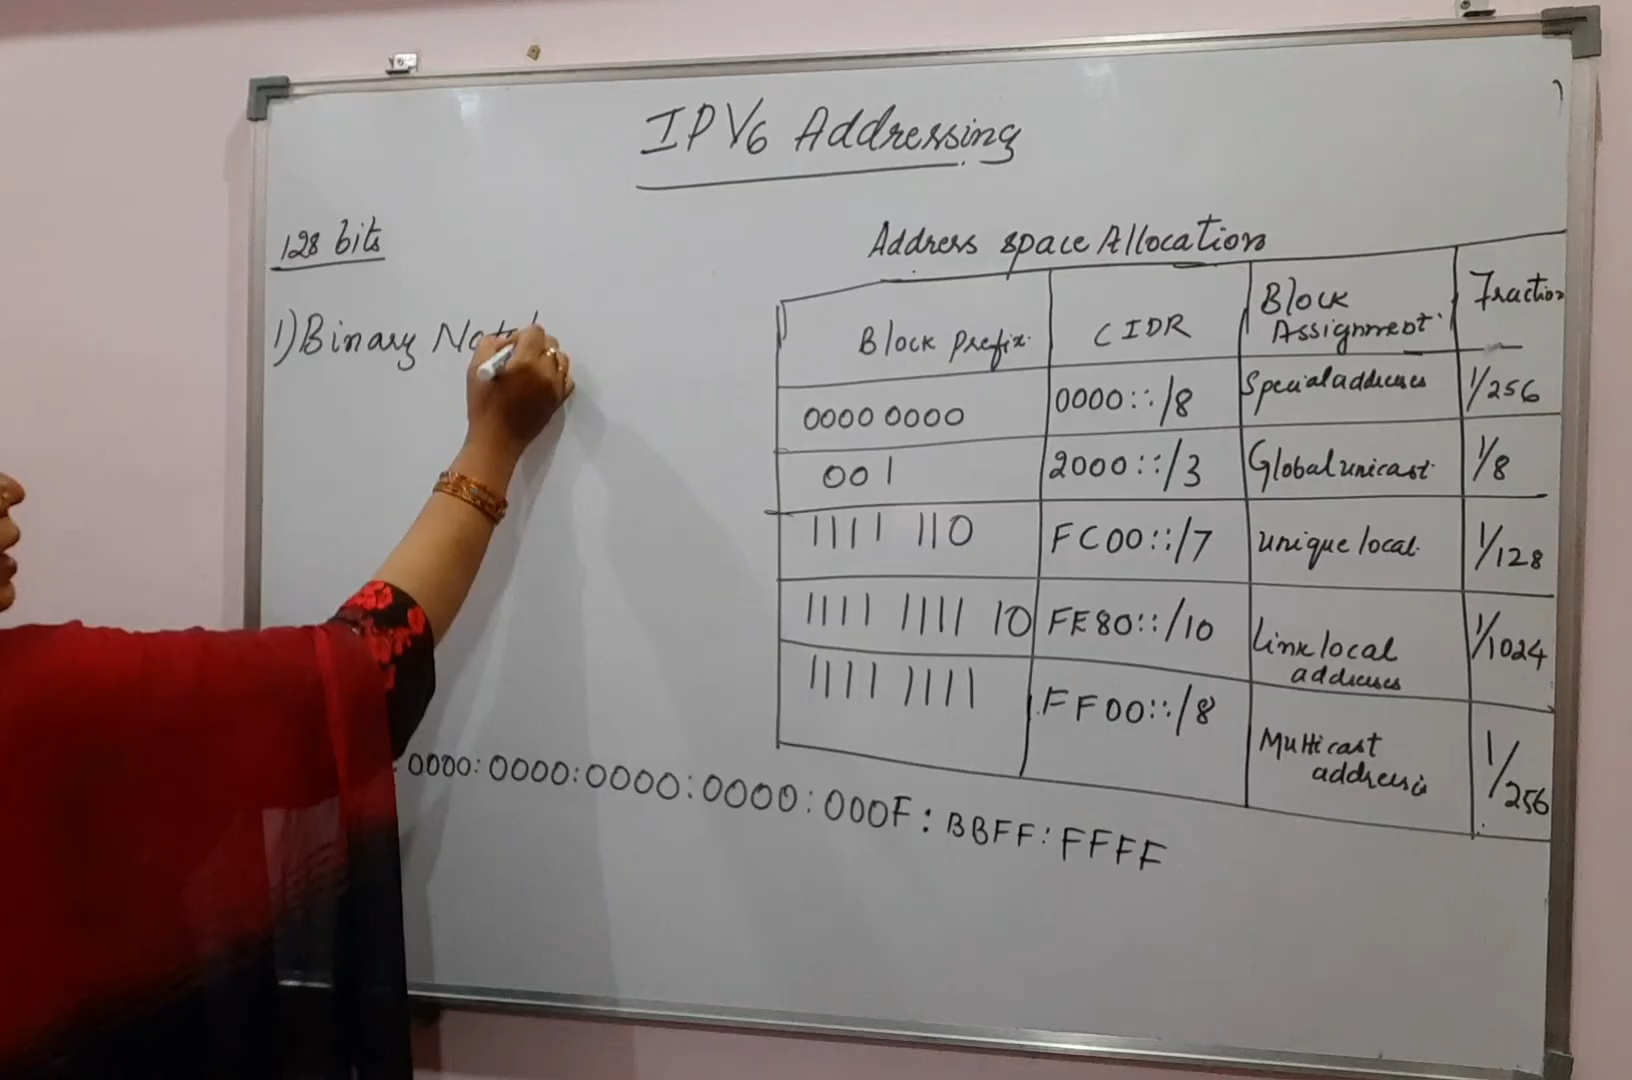 IPV6 Addressing
128 bits
1) Binary
Address space Allocation
Block Prefix. CIDR Block Assignment. Fraction
0000 0000 0000::/8 Special addresses 1/256
001 2000::/3 Global unicast. 1/8
1111 110 FC00::/7 unique local. 1/128
1111 1111 10 FE80::/10 Link local addresses 1/1024
1111 1111 FF00::/8 Multicast 1/256
0000:0000:0000:0000:000F:BBFF:FFFF